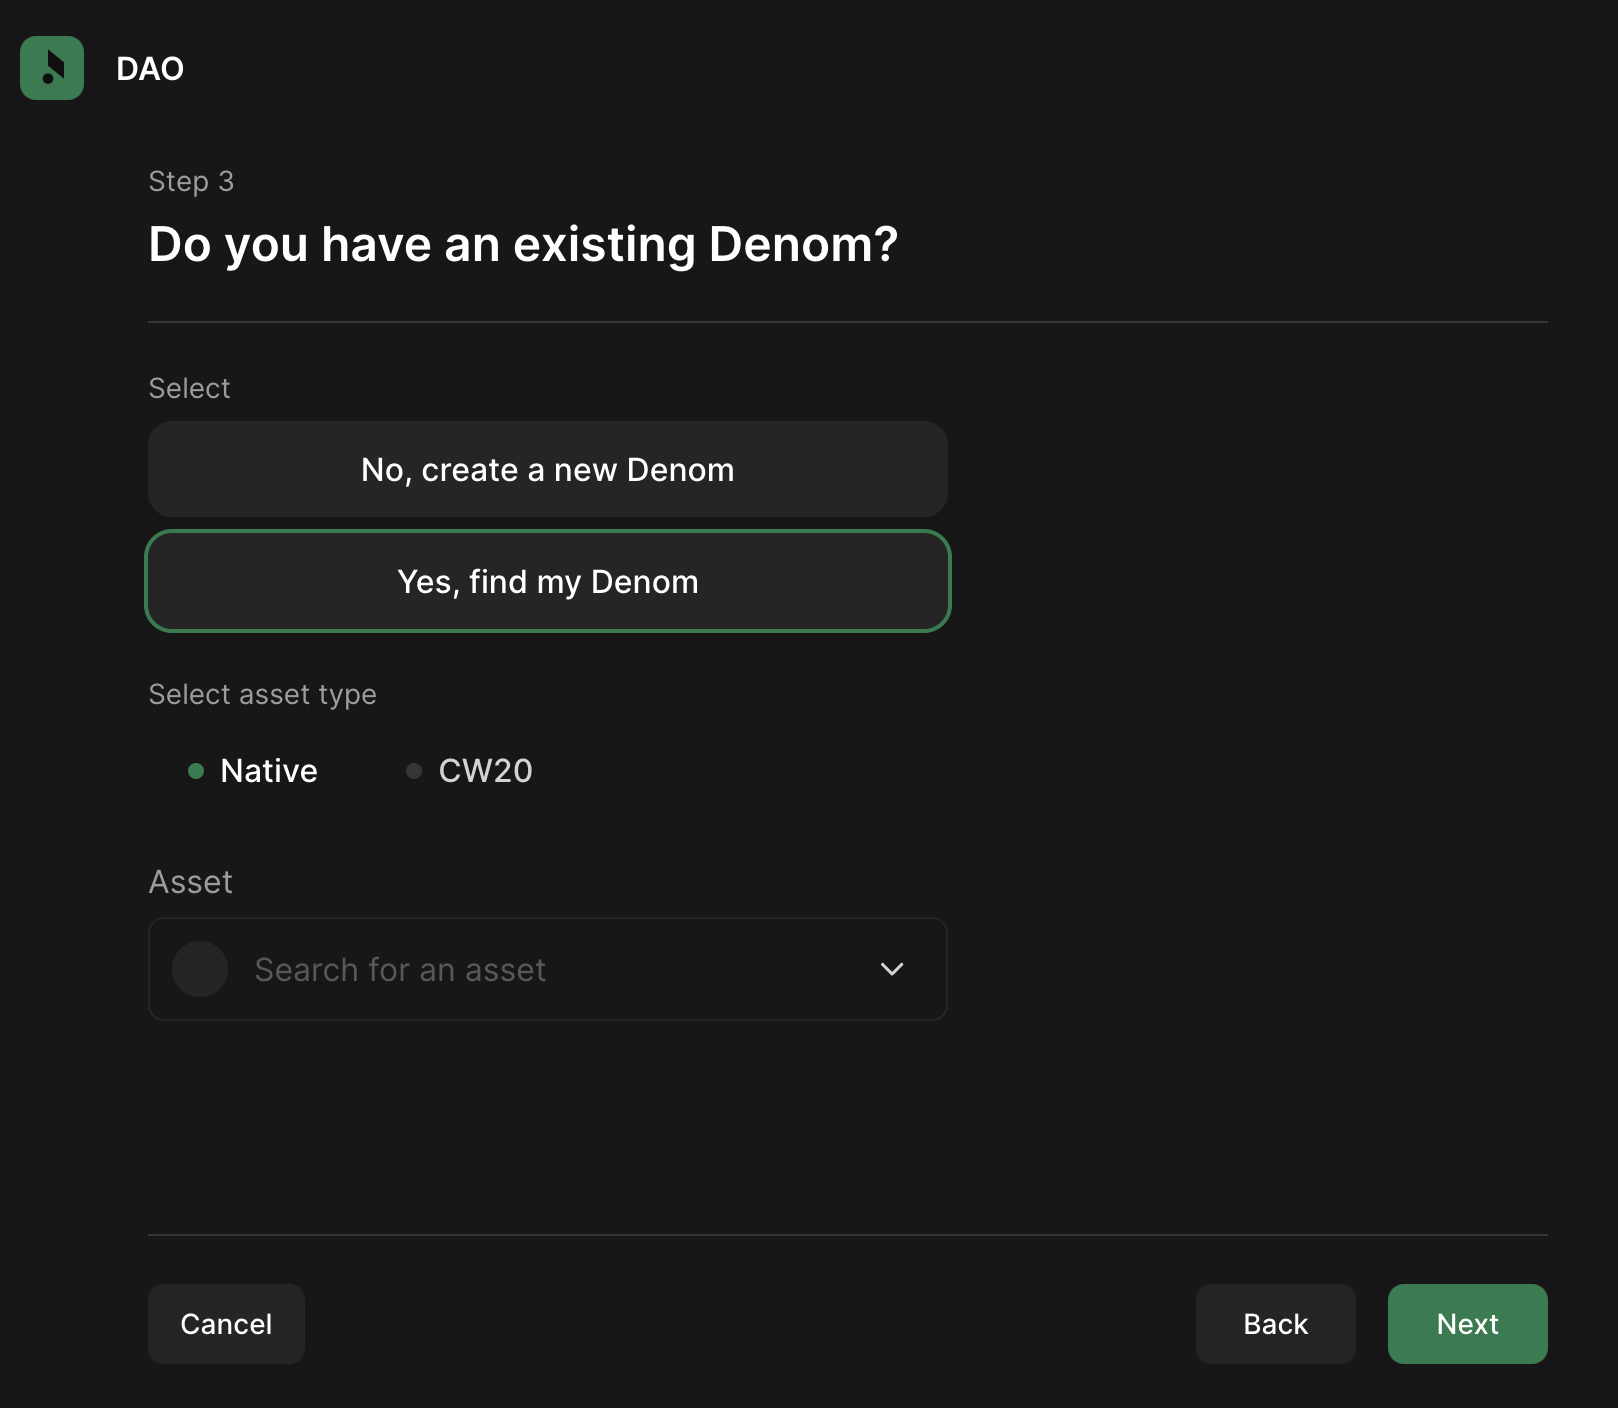 DAO
Step 3
Do you have an existing Denom?
Select
No, create a new Denom
Yes, find my Denom
Select asset type
Native
CW20
Asset
Search for an asset
Cancel
Back
Next